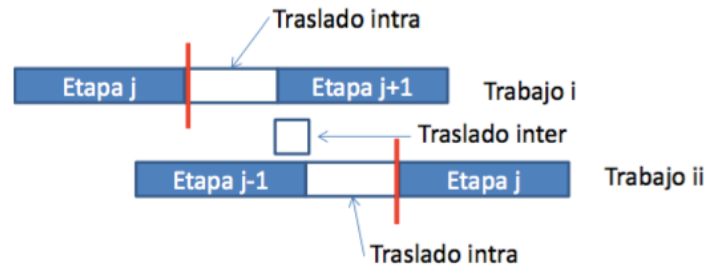 Traslado intra
Etapa j
Etapa j+1
Trabajo i
Traslado inter
Etapa j-1
Etapa j
Trabajo ii
Traslado intra